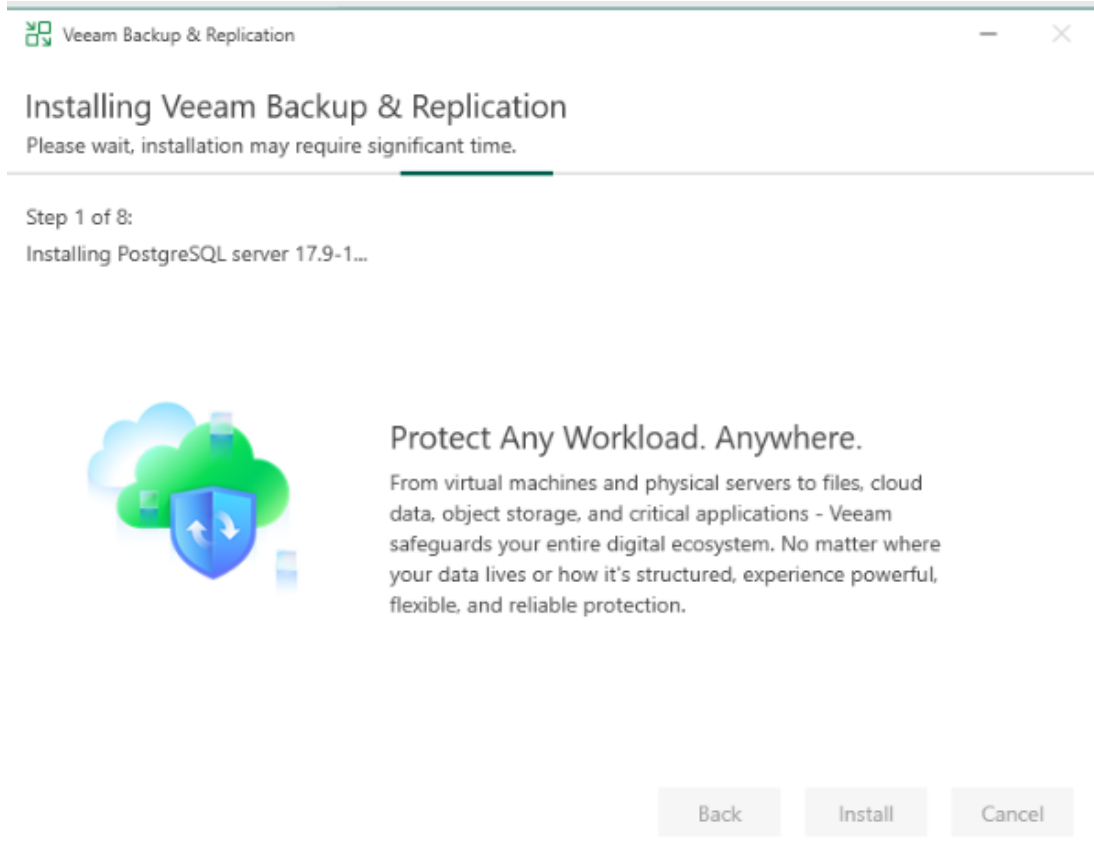 Veeam Backup & Replication
Installing Veeam Backup & Replication
Please wait, installation may require significant time.
Step 1 of 8:
Installing PostgreSQL server 17.9-1...
Protect Any Workload. Anywhere.
From virtual machines and physical servers to files, cloud
data, object storage, and critical applications - Veeam
safeguards your entire digital ecosystem. No matter where
your data lives or how it's structured, experience powerful,
flexible, and reliable protection.
Back
Install
Cancel